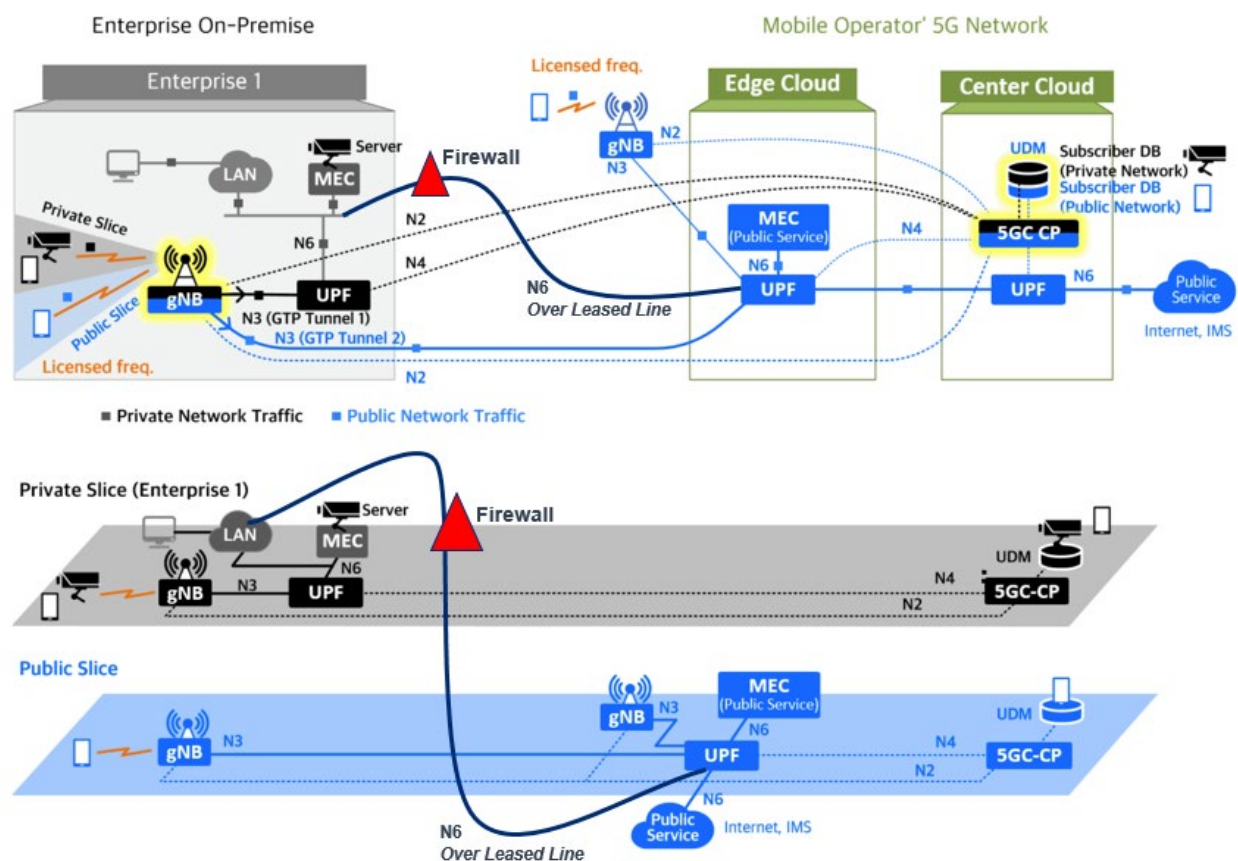 Enterprise On-Premise
Mobile Operator' 5G Network
Enterprise 1
Licensed freq.
Edge Cloud
Center Cloud
gNB
N2
N3
Server
MEC
LAN
Firewall
UDM
Subscriber DB
(Private Network)
Subscriber DB
(Public Network)
Private Slice
N6
N2
N4
MEC
(Public Service)
N6
N4
5GC CP
gNB
UPF
N3 (GTP Tunnel 1)
N6
Over Leased Line
UPF
UPF
N6
Public
Service
Internet, IMS
Public Slice
N3 (GTP Tunnel 2)
Licensed freq.
N2
Private Network Traffic
Public Network Traffic
Private Slice (Enterprise 1)
Server
Firewall
LAN
MEC
N6
gNB
N3
UPF
UDM
N4
N2
5GC-CP
Public Slice
gNB
N3
gNB
N3
MEC
(Public Service)
N6
UPF
UDM
N4
N2
5GC-CP
N6
Public
Service
Internet, IMS
N6
Over Leased Line